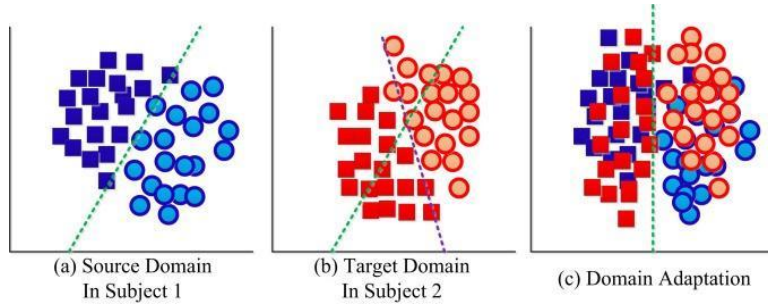 (a) Source Domain
In Subject 1
(b) Target Domain
In Subject 2
(c) Domain Adaptation